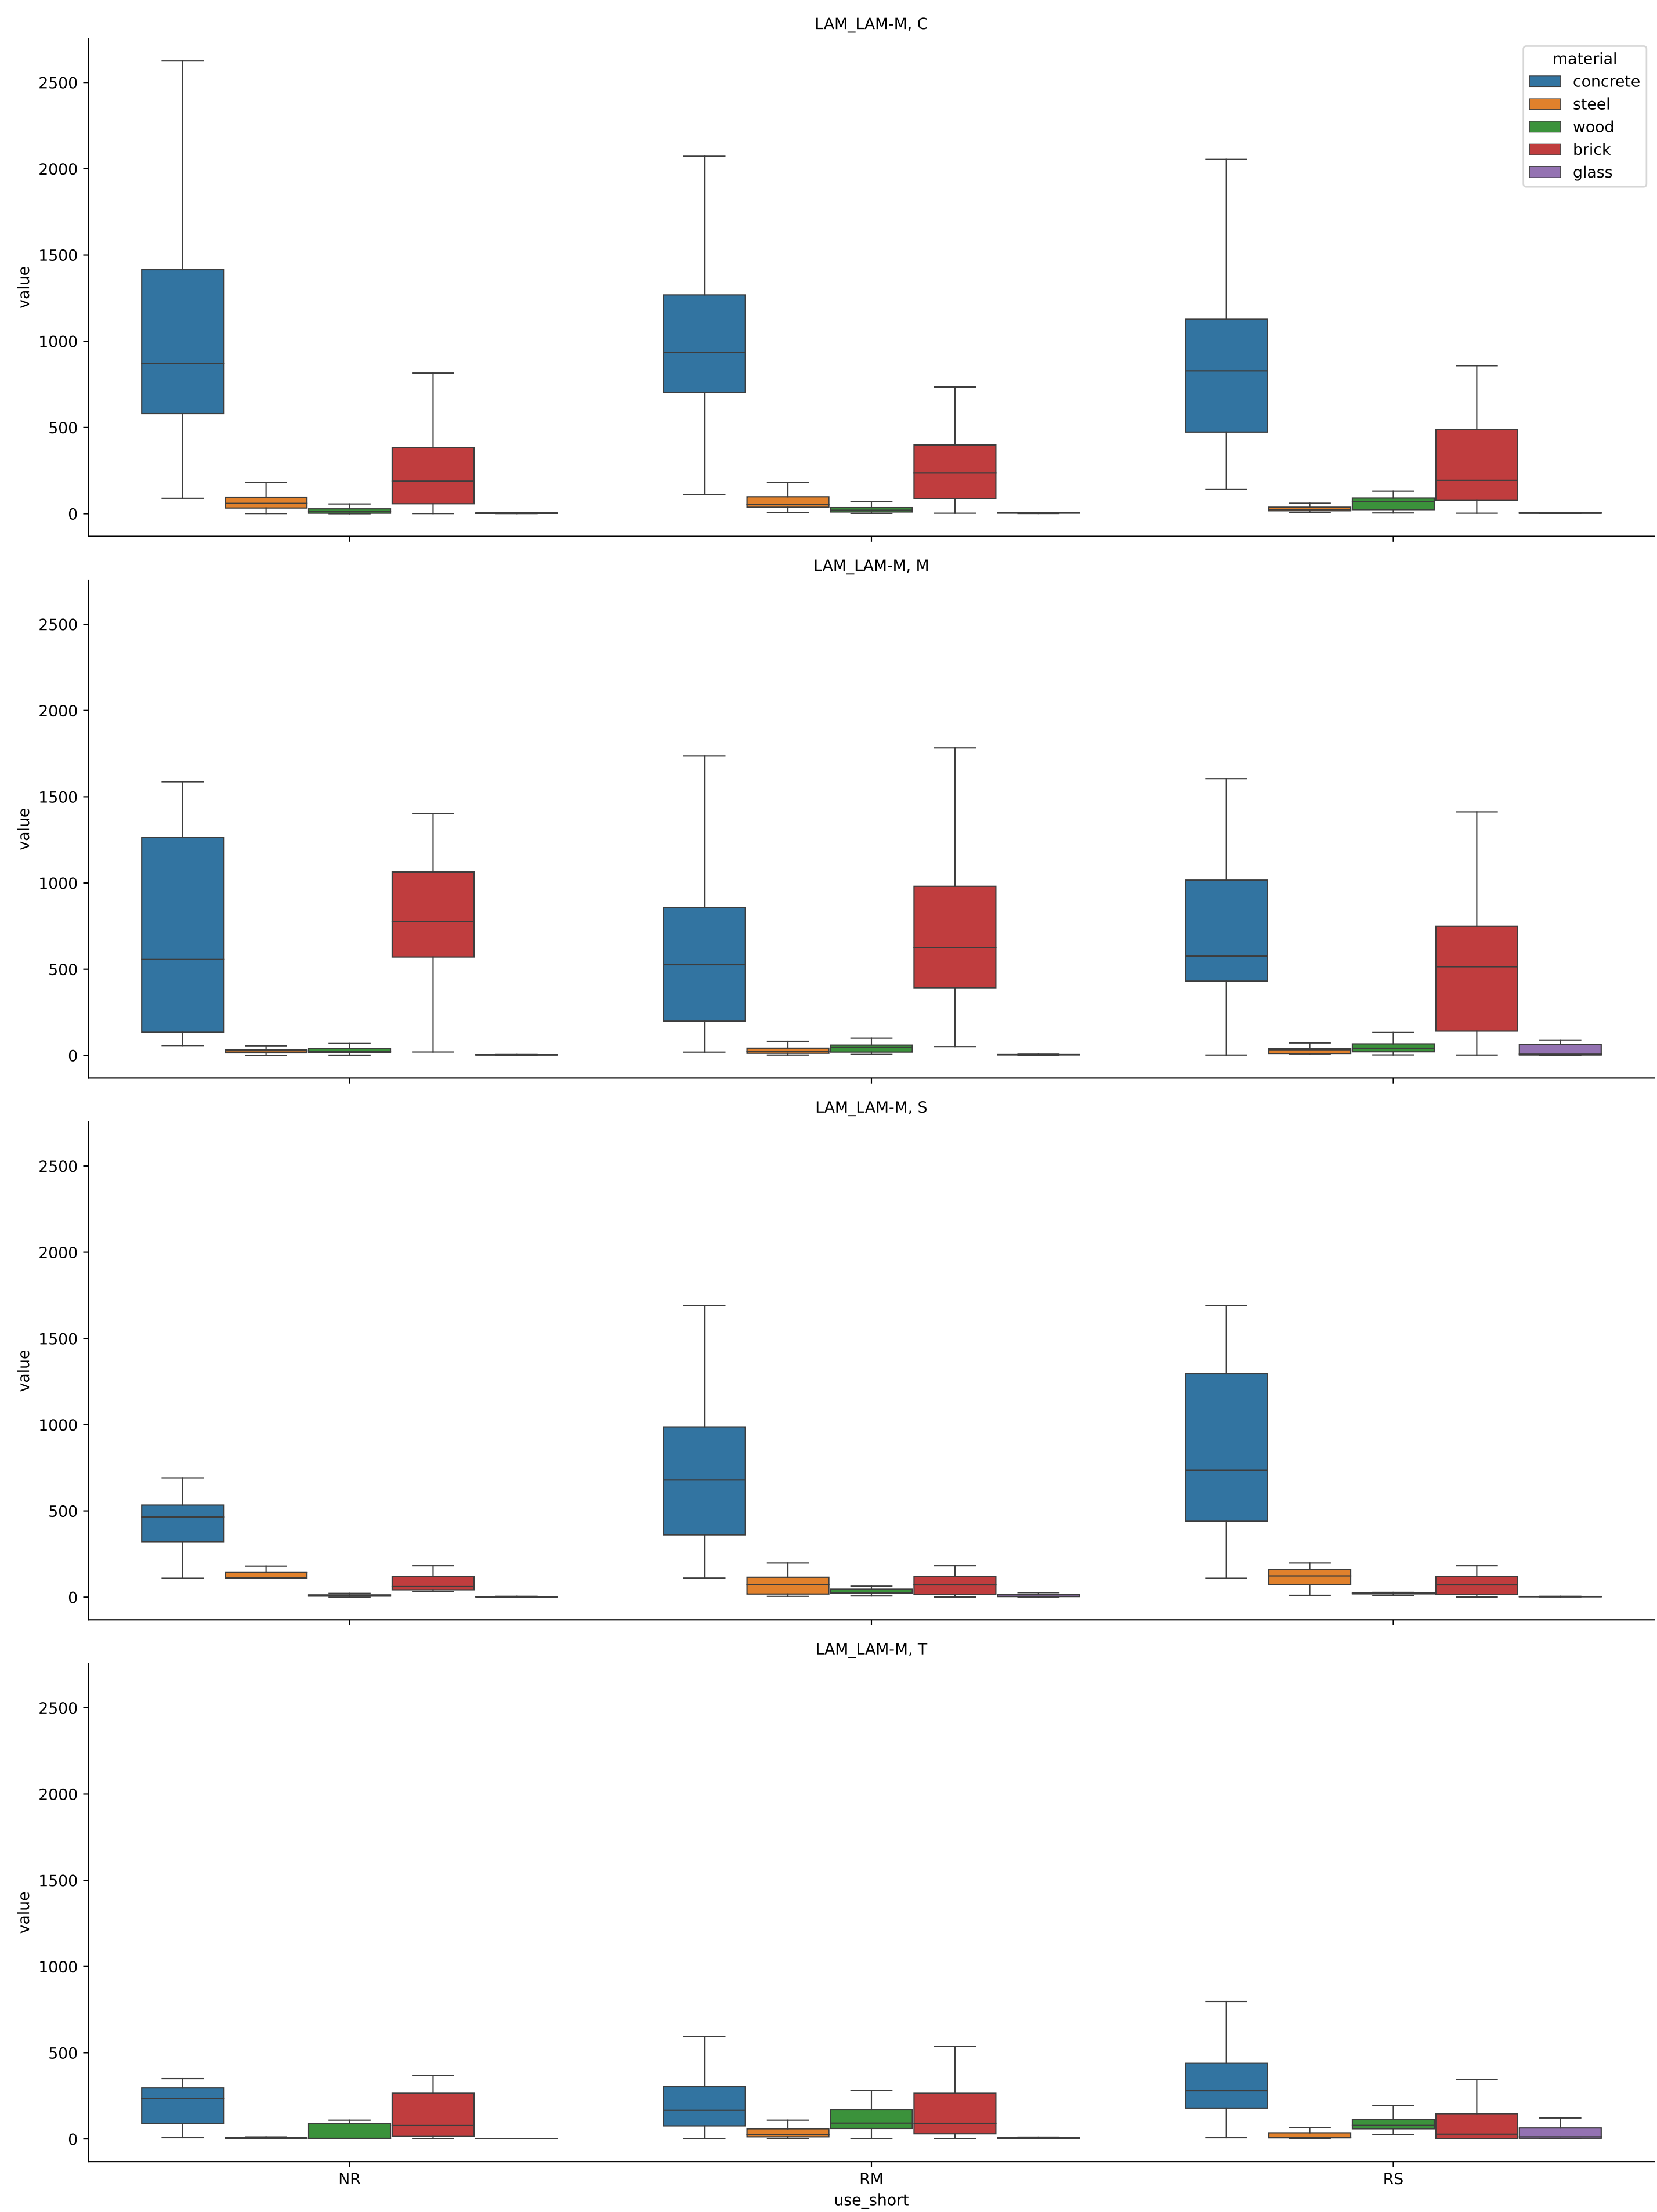 LAM_LAM-M, C
2500
2000
1500
1000
500
0
value
material
concrete
steel
wood
brick
glass
LAM_LAM-M, M
2500
2000
1500
1000
500
0
value
LAM_LAM-M, S
2500
2000
1500
1000
500
0
value
LAM_LAM-M, T
2500
2000
1500
1000
500
0
value
NR RM RS
use_short